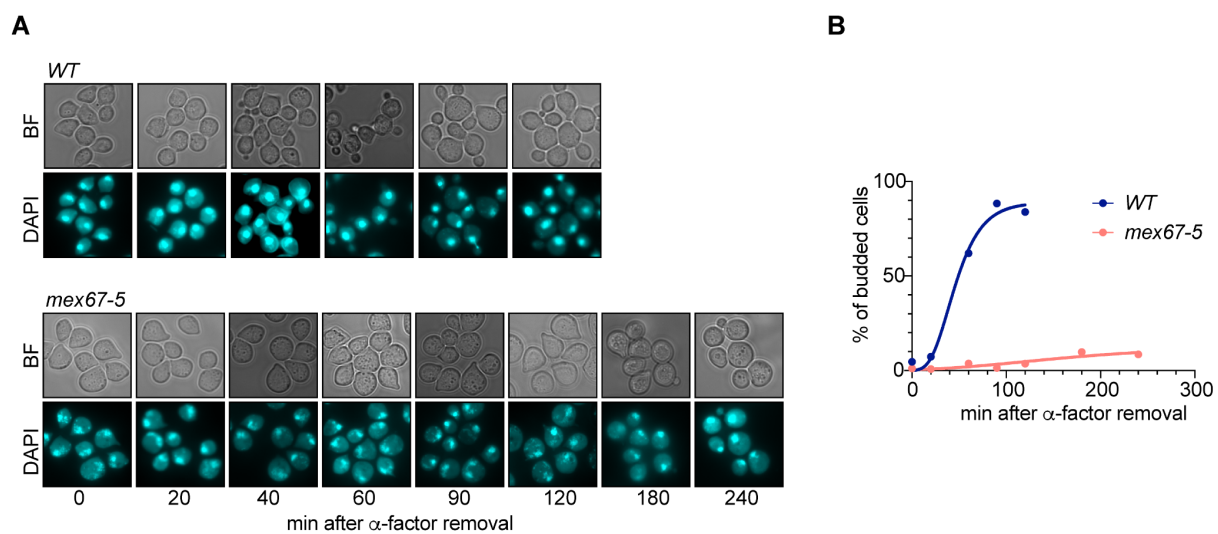 A
B
WT
BF
DAPI
mex67-5
BF
DAPI
0 20 40 60 90 120 180 240
min after α-factor removal
100
50
0
% of budded cells
WT
mex67-5
0 100 200 300
min after α-factor removal